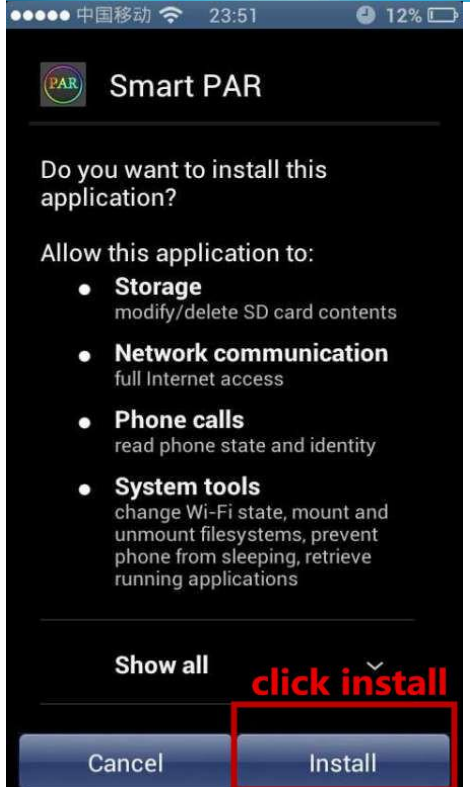 中国移动 23:51 12%
PAR Smart PAR
Do you want to install this
application?
Allow this application to:
Storage
modify/delete SD card contents
Network communication
full Internet access
Phone calls
read phone state and identity
System tools
change Wi-Fi state, mount and
unmount filesystems, prevent
phone from sleeping, retrieve
running applications
Show all
click install
Cancel Install